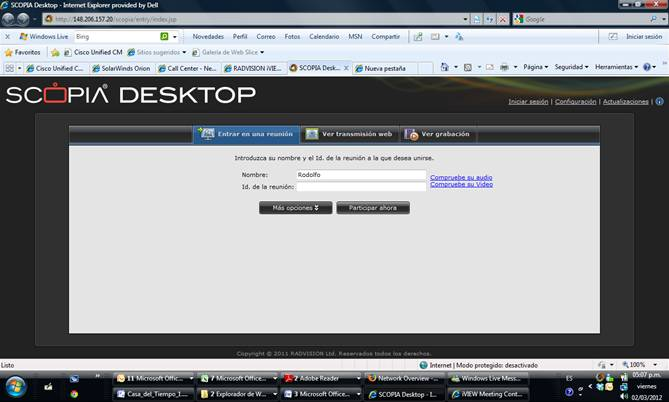 SCOPIA Desktop - Internet Explorer provided by Dell
http://148.206.157.20/scopia/entry/index.jsp
Google
Windows Live
Bing
Novedades Perfil Correo Fotos Calendario MSN Compartir
Iniciar sesión
Favoritos
Cisco Unified CM
Sitios sugeridos
Galería de Web Slice
Cisco Unified ...
SolarWinds Orion
Call Center - Ne...
RADVISION iVIE...
SCOPIA Deskt...
Nueva pestaña
Página Seguridad Herramientas
SCOPIA® DESKTOP
Iniciar sesión | Configuración | Actualizaciones |
Entrar en una reunión
Ver transmisión web
Ver grabación
Introduzca su nombre y el Id. de la reunión a la que desea unirse.
Nombre: Rodolfo
Compruebe su audio
Id. de la reunión:
Compruebe su Video
Más opciones
Participar ahora
Copyright © 2011 RADVISION Ltd. Reservados todos los derechos.
Listo
Internet | Modo protegido: desactivado
100%
11 Microsoft Office...
7 Microsoft Office...
2 Adobe Reader
Network Overview -...
Windows Live Mess...
ES
05:07 p.m.
viernes
02/03/2012
Casa_del_Tiempo_1...
2 Explorador de W...
3 Microsoft Office...
SCOPIA Desktop - I...
iVIEW Meeting Cont...